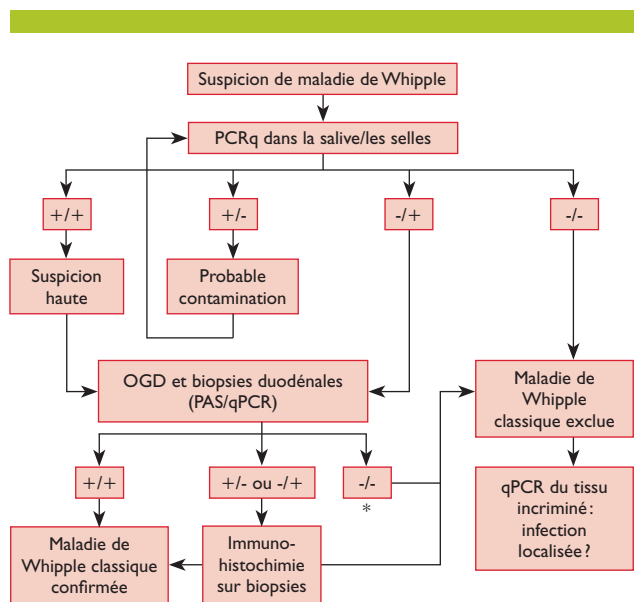 Suspicion de maladie de Whipple
PCRq dans la salive/les selles
+/+
+/-
-/+
-/-
Suspicion
haute
Probable
contamination
OGD et biopsies duodénales
(PAS/qPCR)
Maladie de
Whipple
classique exclue
+/+
+/- ou -/+
-/-
*
qPCR du tissu
incriminé :
infection
localisée ?
Maladie de
Whipple classique
confirmée
Immuno-
histochimie
sur biopsies